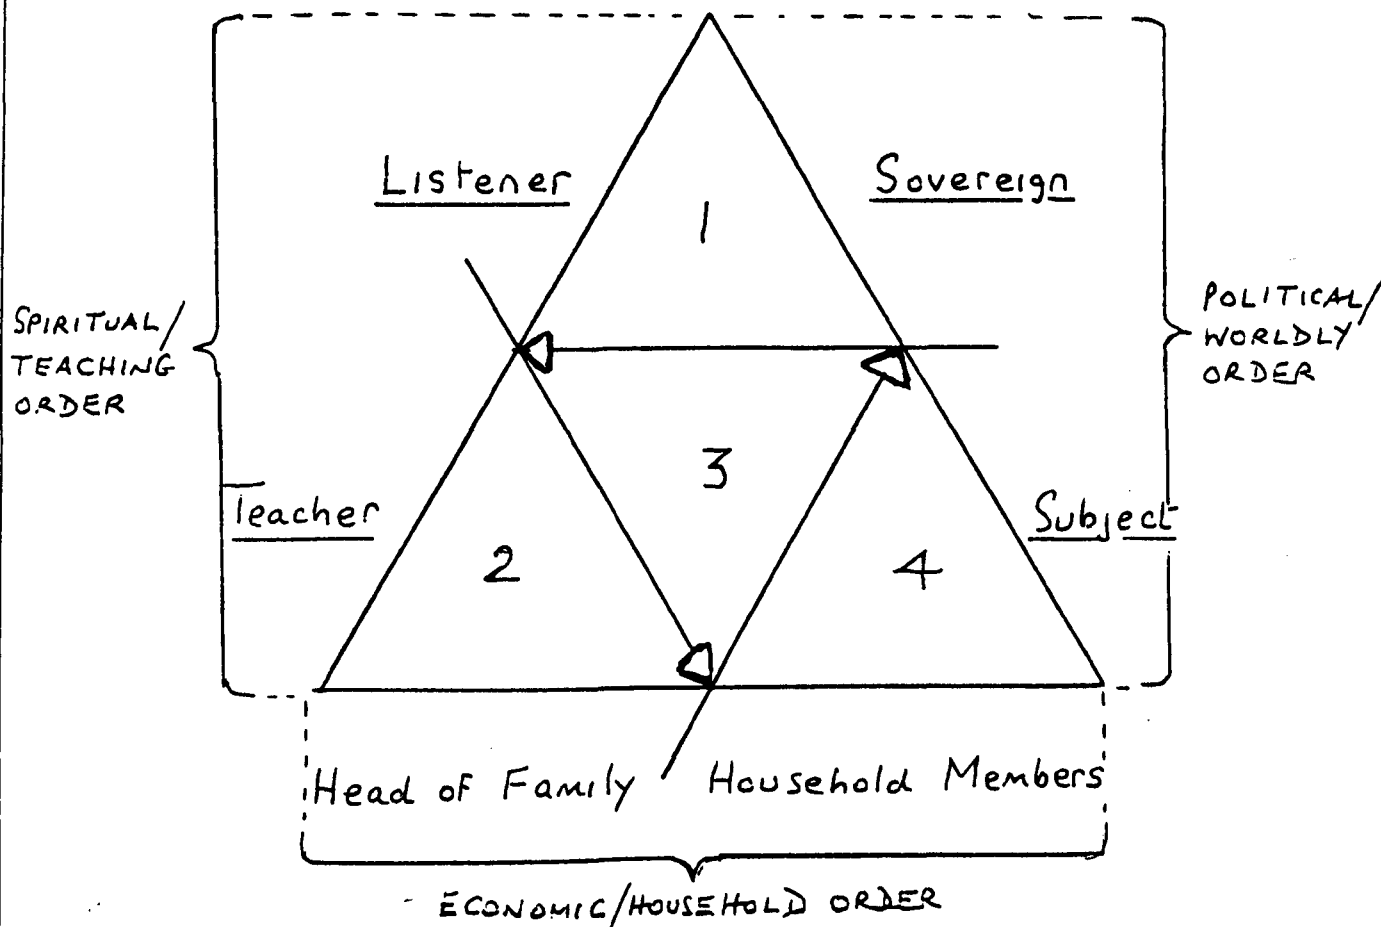 Listener
Sovereign
1
SPIRITUAL/
TEACHING
ORDER
POLITICAL/
WORLDLY
ORDER
3
Teacher
Subject
2
4
Head of Family
Household Members
ECONOMIC/HOUSEHOLD ORDER